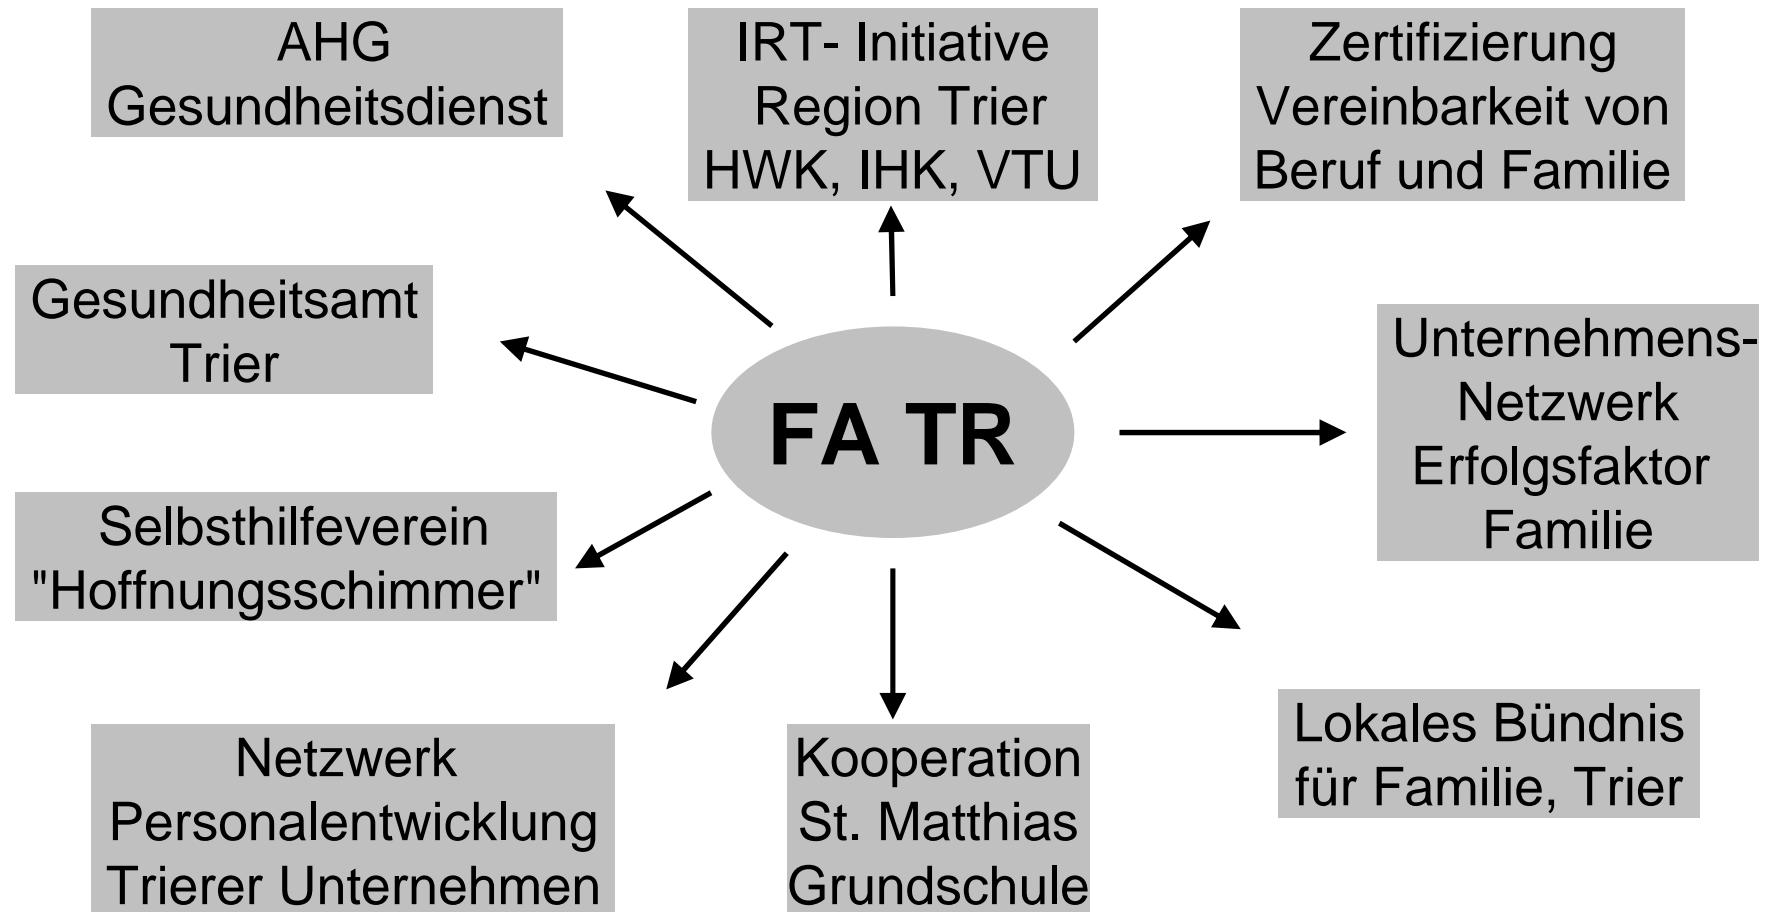 AHG
Gesundheitsdienst
IRT- Initiative
Region Trier
HWK, IHK, VTU
Zertifizierung
Vereinbarkeit von
Beruf und Familie
Gesundheitsamt
Trier
FA TR
Unternehmens-
Netzwerk
Erfolgsfaktor
Familie
Selbsthilfeverein
"Hoffnungsschimmer"
Netzwerk
Personalentwicklung
Trierer Unternehmen
Kooperation
St. Matthias
Grundschule
Lokales Bündnis
für Familie, Trier